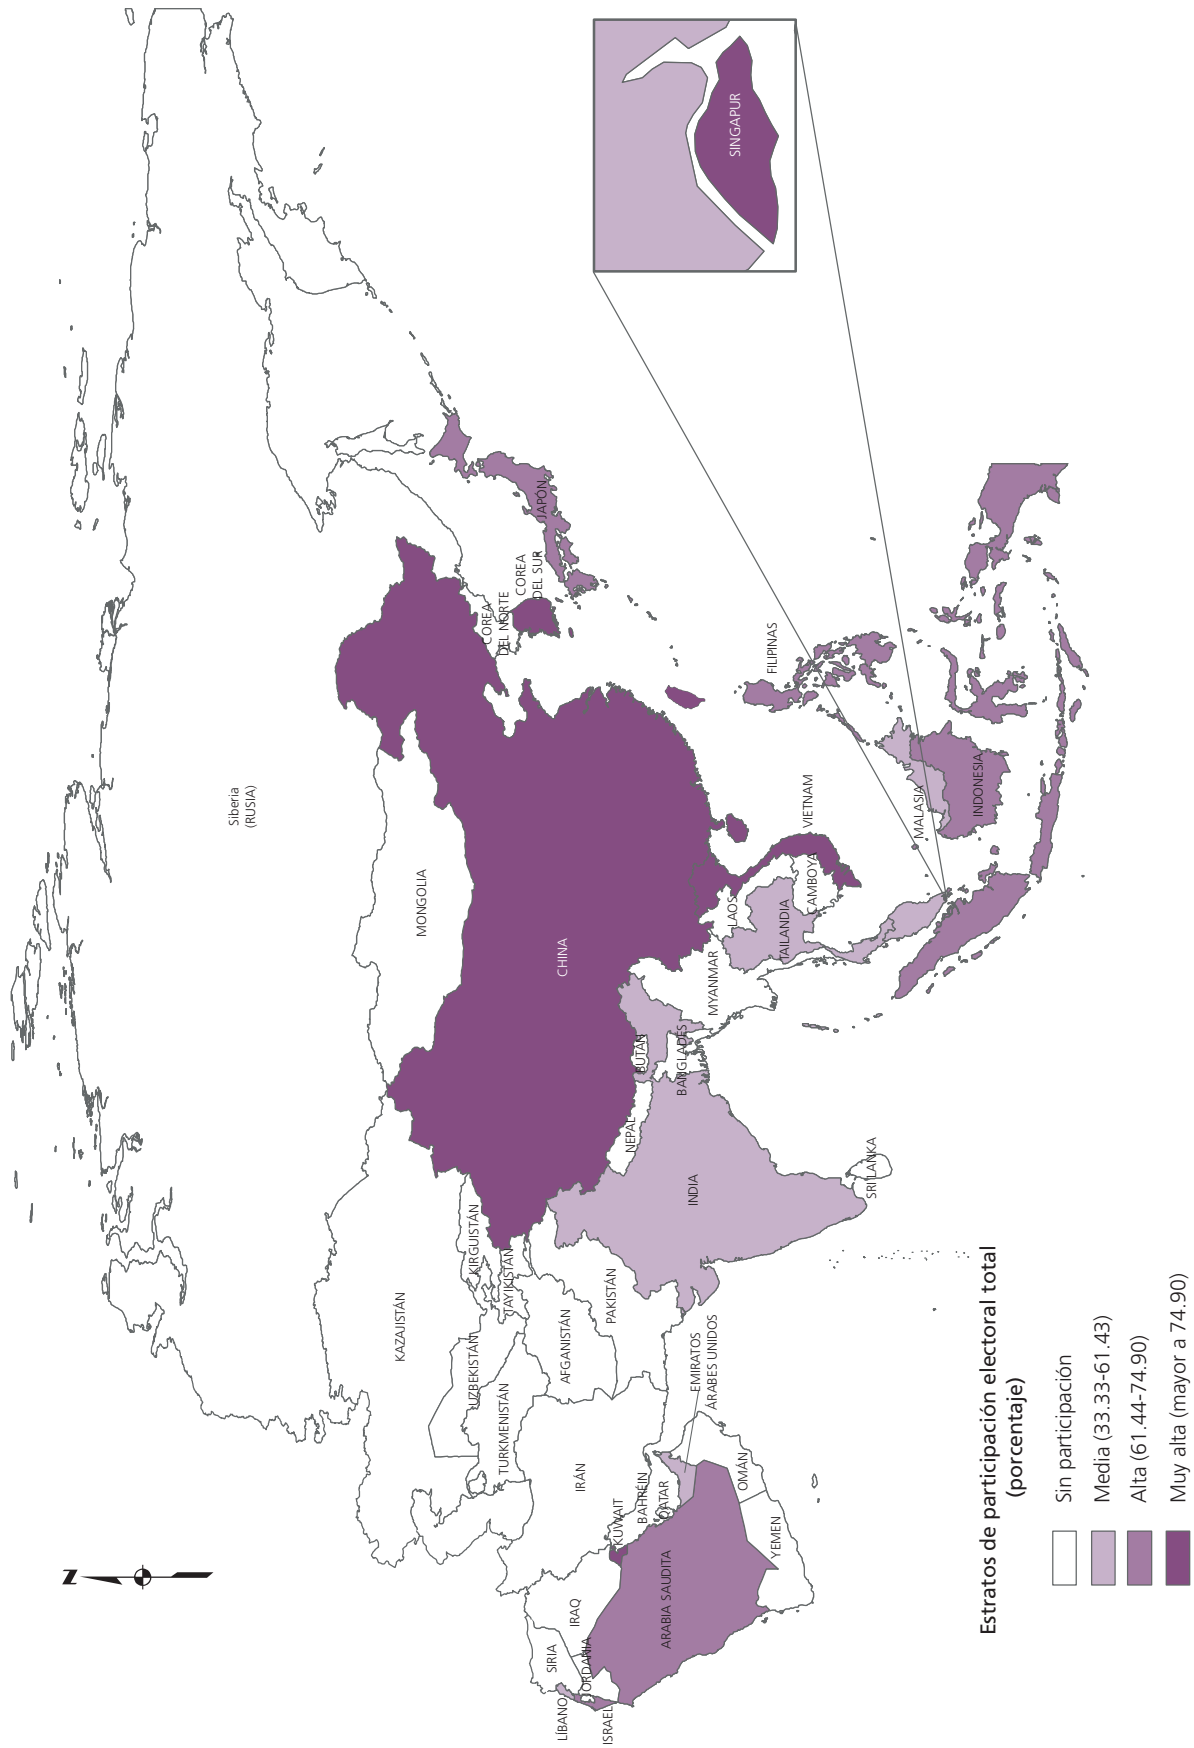 N
Siberia
(RUSIA)
MONGOLIA
KAZAJISTÁN
CHINA
COREA
DEL NORTE
COREA
DEL SUR
JAPÓN
SINGAPUR
FILIPINAS
VIETNAM
LAOS
CAMBOYA
TAILANDIA
MYANMAR
MALASIA
INDONESIA
BUTÁN
BANGLADÉS
NEPAL
INDIA
SRI LANKA
KIRGUISTÁN
TAYIKISTÁN
UZBEKISTÁN
TURKMENISTÁN
AFGANISTÁN
PAKISTÁN
IRÁN
EMIRATOS
ÁRABES UNIDOS
OMÁN
YEMEN
QATAR
BAHRÉIN
KUWAIT
ARABIA SAUDITA
IRAQ
SIRIA
JORDANIA
LÍBANO
ISRAEL
Estratos de participación electoral total
(porcentaje)
Sin participación
Media (33.33-61.43)
Alta (61.44-74.90)
Muy alta (mayor a 74.90)